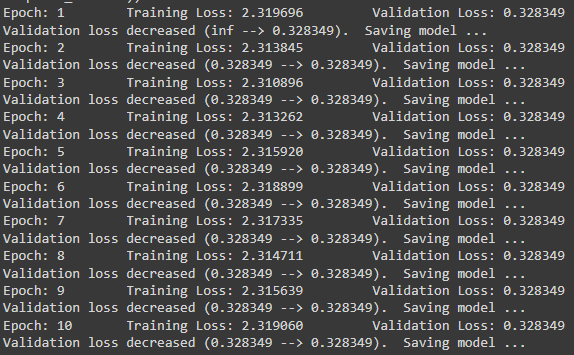 Epoch: 1 Training Loss: 2.319696 Validation Loss: 0.328349
Validation loss decreased (inf --> 0.328349). Saving model ...
Epoch: 2 Training Loss: 2.313845 Validation Loss: 0.328349
Validation loss decreased (0.328349 --> 0.328349). Saving model ...
Epoch: 3 Training Loss: 2.310896 Validation Loss: 0.328349
Validation loss decreased (0.328349 --> 0.328349). Saving model ...
Epoch: 4 Training Loss: 2.313262 Validation Loss: 0.328349
Validation loss decreased (0.328349 --> 0.328349). Saving model ...
Epoch: 5 Training Loss: 2.315920 Validation Loss: 0.328349
Validation loss decreased (0.328349 --> 0.328349). Saving model ...
Epoch: 6 Training Loss: 2.318899 Validation Loss: 0.328349
Validation loss decreased (0.328349 --> 0.328349). Saving model ...
Epoch: 7 Training Loss: 2.317335 Validation Loss: 0.328349
Validation loss decreased (0.328349 --> 0.328349). Saving model ...
Epoch: 8 Training Loss: 2.314711 Validation Loss: 0.328349
Validation loss decreased (0.328349 --> 0.328349). Saving model ...
Epoch: 9 Training Loss: 2.315639 Validation Loss: 0.328349
Validation loss decreased (0.328349 --> 0.328349). Saving model ...
Epoch: 10 Training Loss: 2.319060 Validation Loss: 0.328349
Validation loss decreased (0.328349 --> 0.328349). Saving model ...